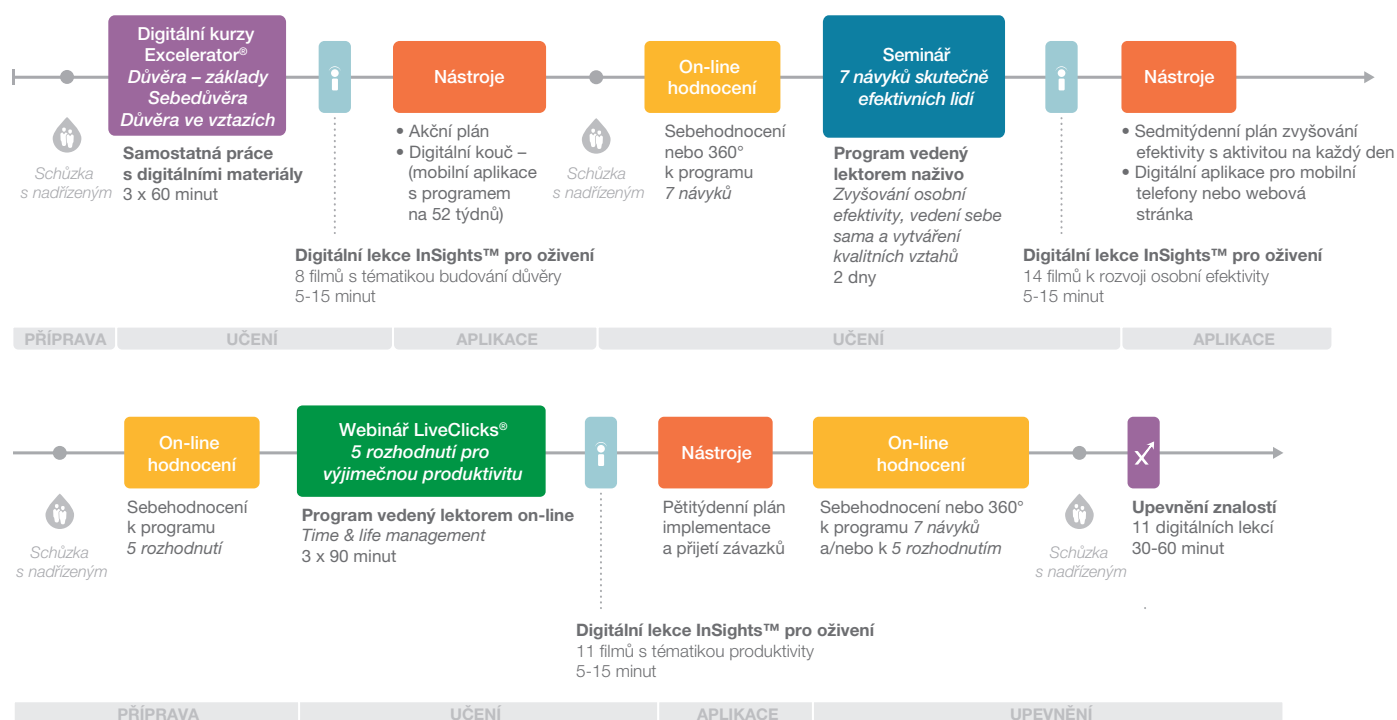 Digitální kurzy
Excelerator®
Důvěra – základy
Sebedůvěra
Důvěra ve vztazích
Nástroje
On-line
hodnocení
Seminář
7 návyků skutečně
efektivních lidí
Nástroje
Schůzka
s nadřízeným
Samostatná práce
s digitálními materiály
3 x 60 minut
• Akční plán
• Digitální kouč –
(mobilní aplikace
s programem
na 52 týdnů)
Schůzka
s nadřízeným
Sebehodnocení
nebo 360°
k programu
7 návyků
Program vedený
lektorem naživo
Zvyšování osobní
efektivity, vedení sebe
sama a vytváření
kvalitních vztahů
2 dny
• Sedmitýdenní plán zvyšování
efektivity s aktivitou na každý den
• Digitální aplikace pro mobilní
telefony nebo webová
stránka
Digitální lekce InSights™ pro oživení
8 filmů s tématikou budování důvěry
5-15 minut
Digitální lekce InSights™ pro oživení
14 filmů k rozvoji osobní efektivity
5-15 minut
PŘÍPRAVA
UČENÍ
APLIKACE
UČENÍ
APLIKACE
On-line
hodnocení
Webinář LiveClicks®
5 rozhodnutí pro
výjimečnou produktivitu
Nástroje
On-line
hodnocení
Schůzka
s nadřízeným
Sebehodnocení
k programu
5 rozhodnutí
Program vedený lektorem on-line
Time & life management
3 x 90 minut
Pětitýdenní plán
implementace
a přijetí závazků
Sebehodnocení nebo 360°
k programu 7 návyků
a/nebo k 5 rozhodnutím
Schůzka
s nadřízeným
Upevnění znalostí
11 digitálních lekcí
30-60 minut
Digitální lekce InSights™ pro oživení
11 filmů s tématikou produktivity
5-15 minut
PŘÍPRAVA
UČENÍ
APLIKACE
UPEVNĚNÍ